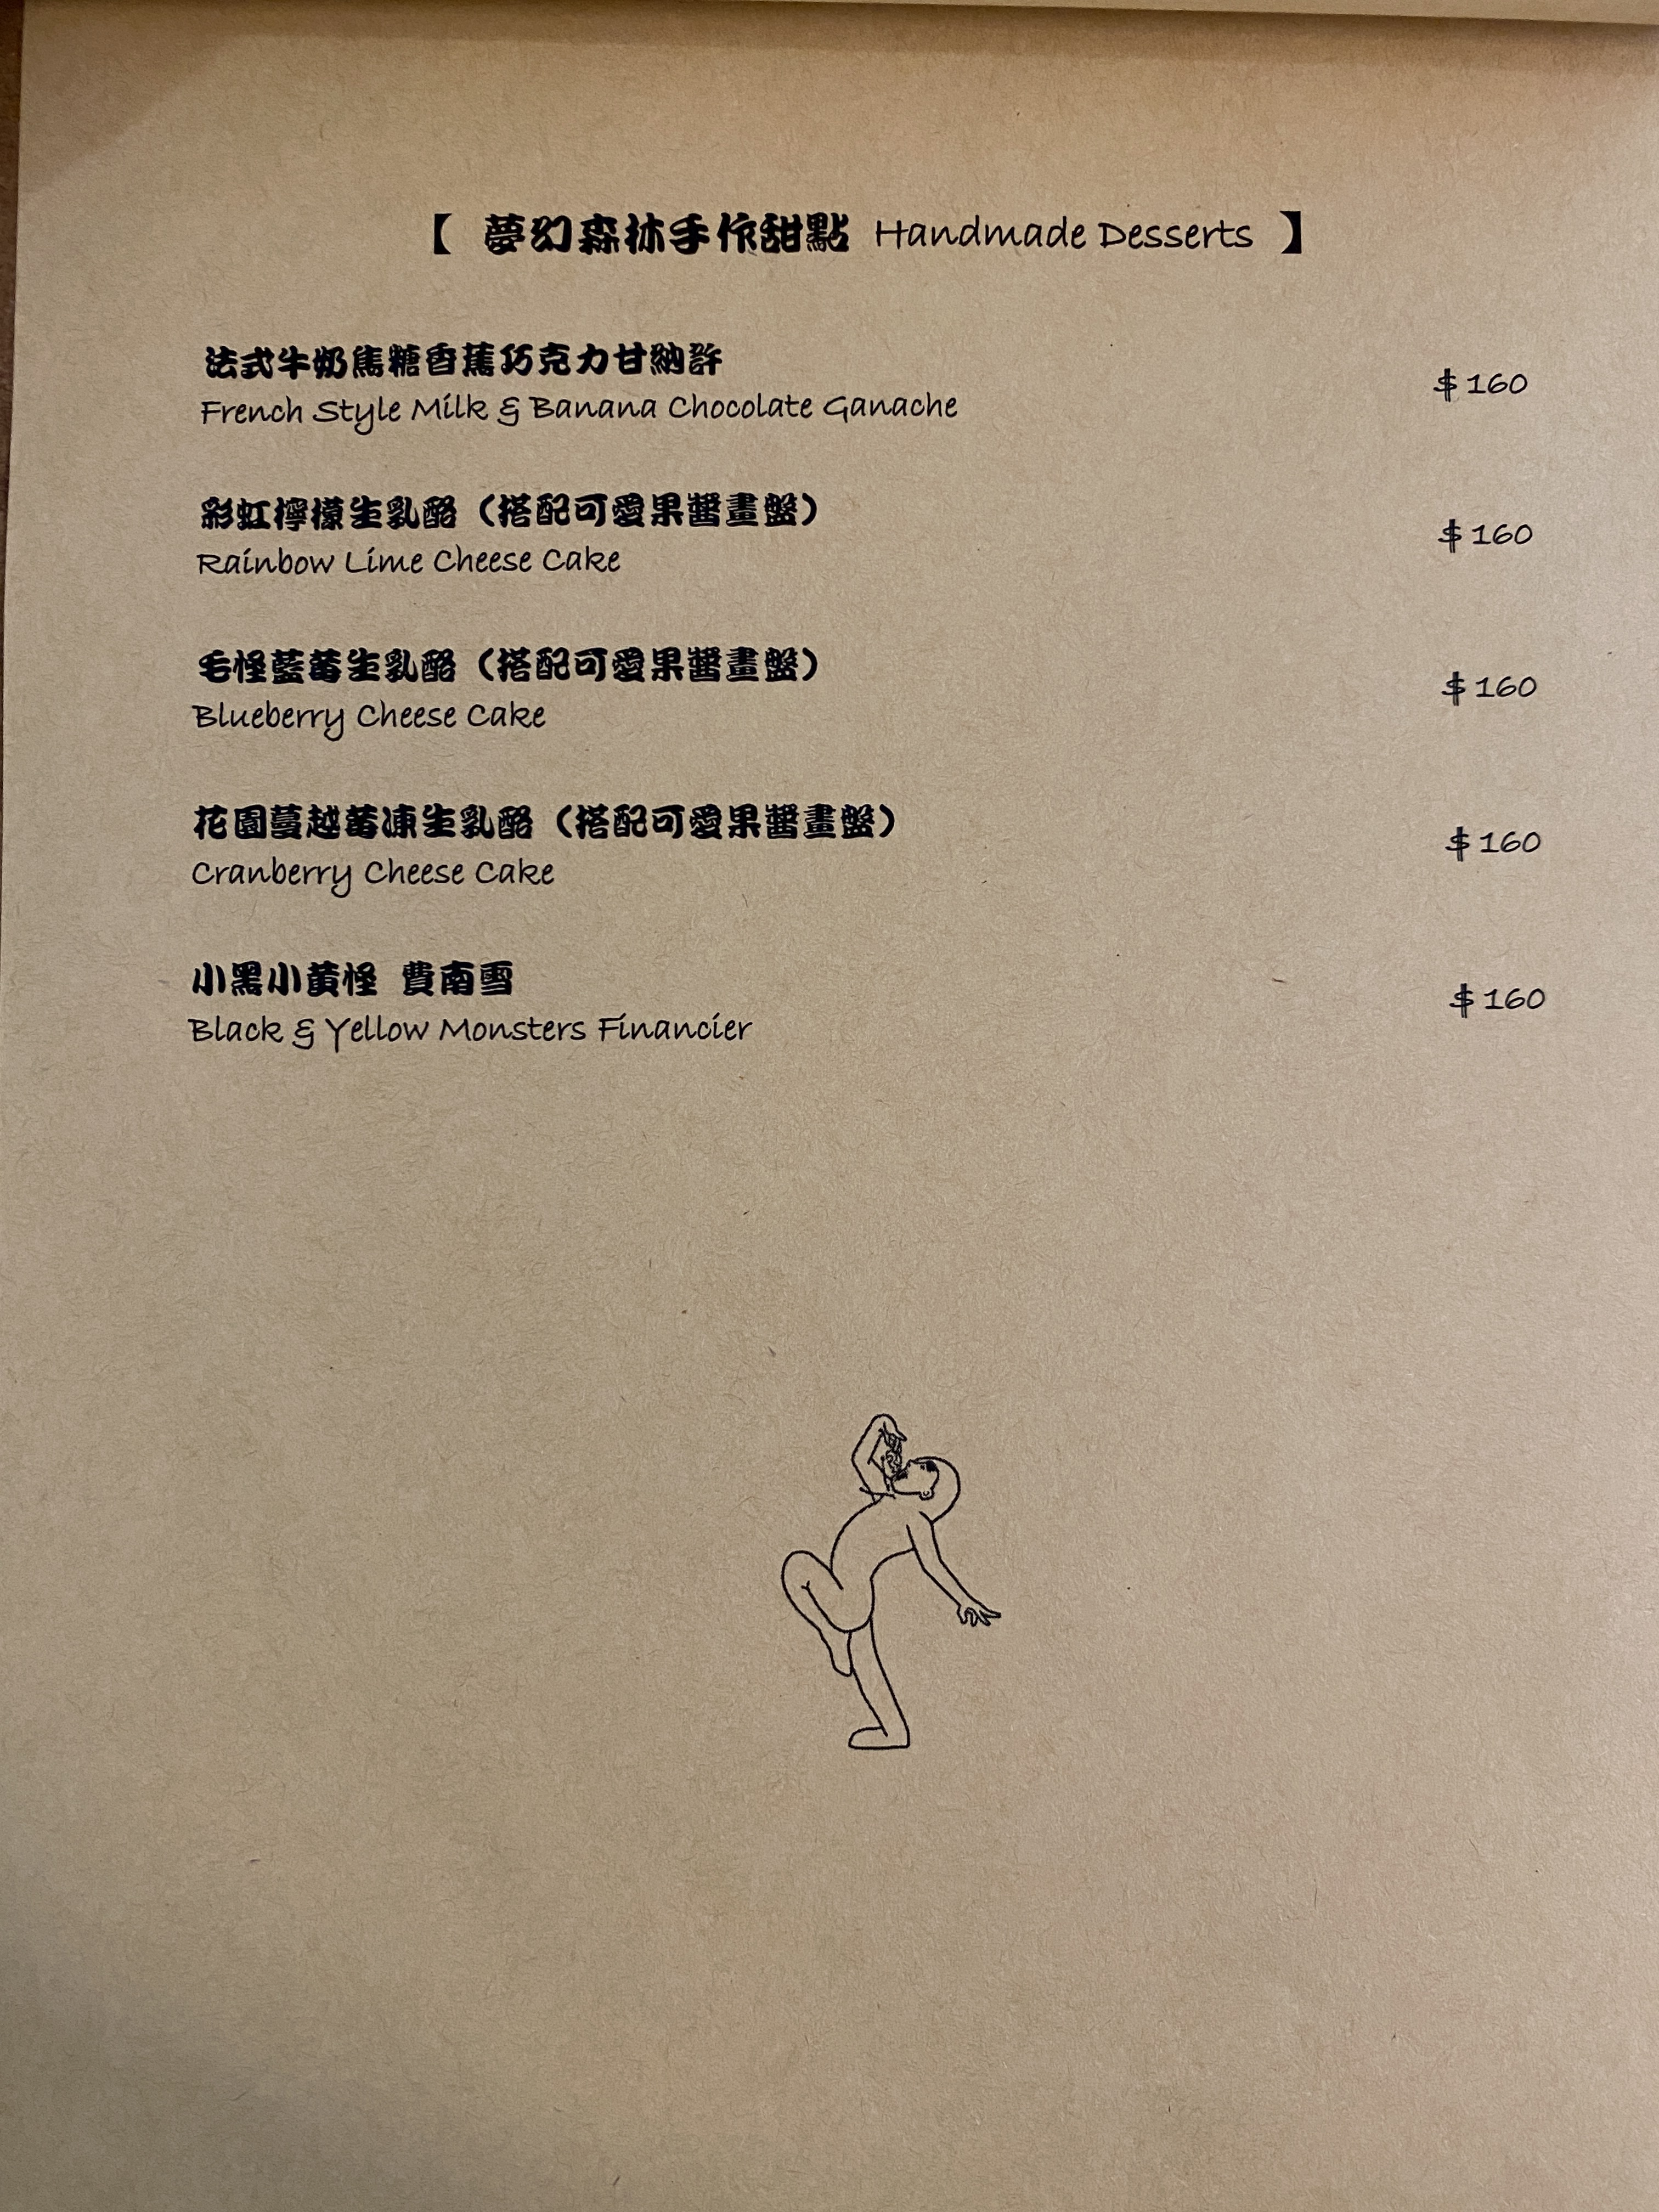 【 夢幻森林手作甜點 Handmade Desserts 】
法式牛奶焦糖香蕉巧克力甘納許
French Style Milk & Banana Chocolate Ganache
$160
彩虹檸檬生乳酪（搭配可愛果醬畫盤）
Rainbow Lime Cheese Cake
$160
毛怪藍莓生乳酪（搭配可愛果醬畫盤）
Blueberry Cheese Cake
$160
花園蔓越莓凍生乳酪（搭配可愛果醬畫盤）
Cranberry Cheese Cake
$160
小黑小黃怪 費南雪
Black & Yellow Monsters Financier
$160